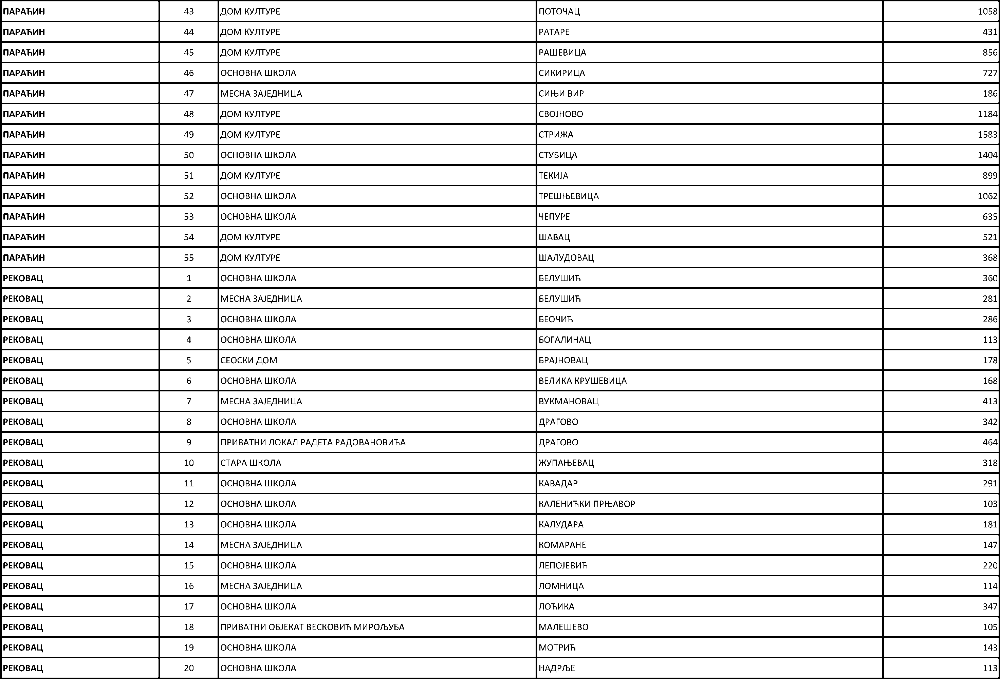 ПАРАЋИН 43 ДОМ КУЛТУРЕ ПОТОЧАЦ 1058
ПАРАЋИН 44 ДОМ КУЛТУРЕ РАТАРЕ 431
ПАРАЋИН 45 ДОМ КУЛТУРЕ РАШЕВИЦА 856
ПАРАЋИН 46 ОСНОВНА ШКОЛА СИКИРИЦА 727
ПАРАЋИН 47 МЕСНА ЗАЈЕДНИЦА СИЊИ ВИР 186
ПАРАЋИН 48 ДОМ КУЛТУРЕ СВОЈНОВО 1184
ПАРАЋИН 49 ДОМ КУЛТУРЕ СТРИЖА 1583
ПАРАЋИН 50 ОСНОВНА ШКОЛА СТУБИЦА 1404
ПАРАЋИН 51 ДОМ КУЛТУРЕ ТЕКИЈА 899
ПАРАЋИН 52 ОСНОВНА ШКОЛА ТРЕШЊЕВИЦА 1062
ПАРАЋИН 53 ОСНОВНА ШКОЛА ЧЕПУРЕ 635
ПАРАЋИН 54 ДОМ КУЛТУРЕ ШАВАЦ 521
ПАРАЋИН 55 ДОМ КУЛТУРЕ ШАЛУДОВАЦ 368
РЕКОВАЦ 1 ОСНОВНА ШКОЛА БЕЛУШИЋ 360
РЕКОВАЦ 2 МЕСНА ЗАЈЕДНИЦА БЕЛУШИЋ 281
РЕКОВАЦ 3 ОСНОВНА ШКОЛА БЕОЧИЋ 286
РЕКОВАЦ 4 ОСНОВНА ШКОЛА БОГАЛИНАЦ 113
РЕКОВАЦ 5 СЕОСКИ ДОМ БРАЈНОВАЦ 178
РЕКОВАЦ 6 ОСНОВНА ШКОЛА ВЕЛИКА КРУШЕВИЦА 168
РЕКОВАЦ 7 МЕСНА ЗАЈЕДНИЦА ВУКМАНОВАЦ 413
РЕКОВАЦ 8 ОСНОВНА ШКОЛА ДРАГОВО 342
РЕКОВАЦ 9 ПРИВАТНИ ЛОКАЛ РАДЕТА РАДОВАНОВИЋА ДРАГОВО 464
РЕКОВАЦ 10 СТАРА ШКОЛА ЖУПАЊЕВАЦ 318
РЕКОВАЦ 11 ОСНОВНА ШКОЛА КАВАДАР 291
РЕКОВАЦ 12 ОСНОВНА ШКОЛА КАЛЕНИЋКИ ПРЊАВОР 103
РЕКОВАЦ 13 ОСНОВНА ШКОЛА КАЛУДАРА 181
РЕКОВАЦ 14 МЕСНА ЗАЈЕДНИЦА КОМАРАНЕ 147
РЕКОВАЦ 15 ОСНОВНА ШКОЛА ЛЕПОЈЕВИЋ 220
РЕКОВАЦ 16 МЕСНА ЗАЈЕДНИЦА ЛОМНИЦА 114
РЕКОВАЦ 17 ОСНОВНА ШКОЛА ЛОЋИКА 347
РЕКОВАЦ 18 ПРИВАТНИ ОБЈЕКАТ ВЕСКОВИЋ МИРОЉУБА МАЛЕШЕВО 105
РЕКОВАЦ 19 ОСНОВНА ШКОЛА МОТРИЋ 143
РЕКОВАЦ 20 ОСНОВНА ШКОЛА НАДРЉЕ 113